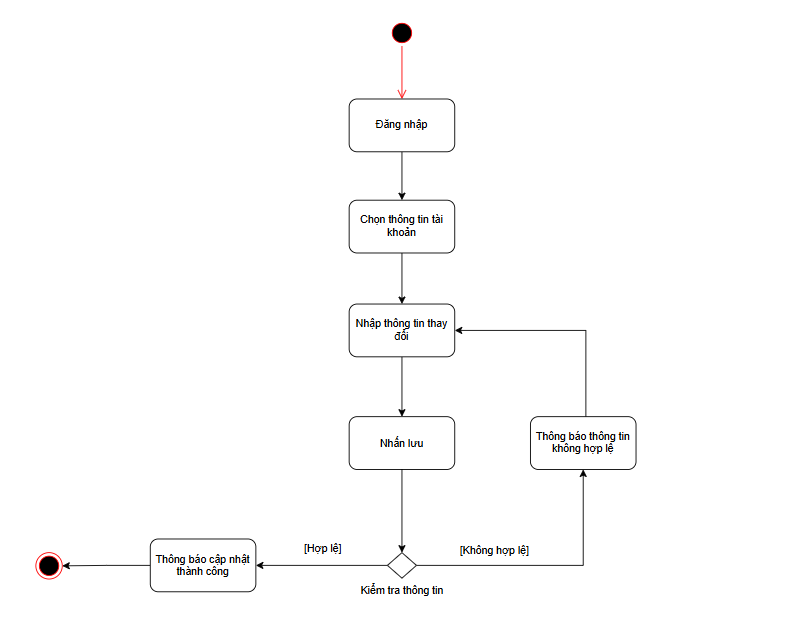 Đăng nhập
Chọn thông tin tài
khoản
Nhập thông tin thay
đổi
Nhấn lưu
Thông báo thông tin
không hợp lệ
[Hợp lệ]
[Không hợp lệ]
Thông báo cập nhật
thành công
Kiểm tra thông tin